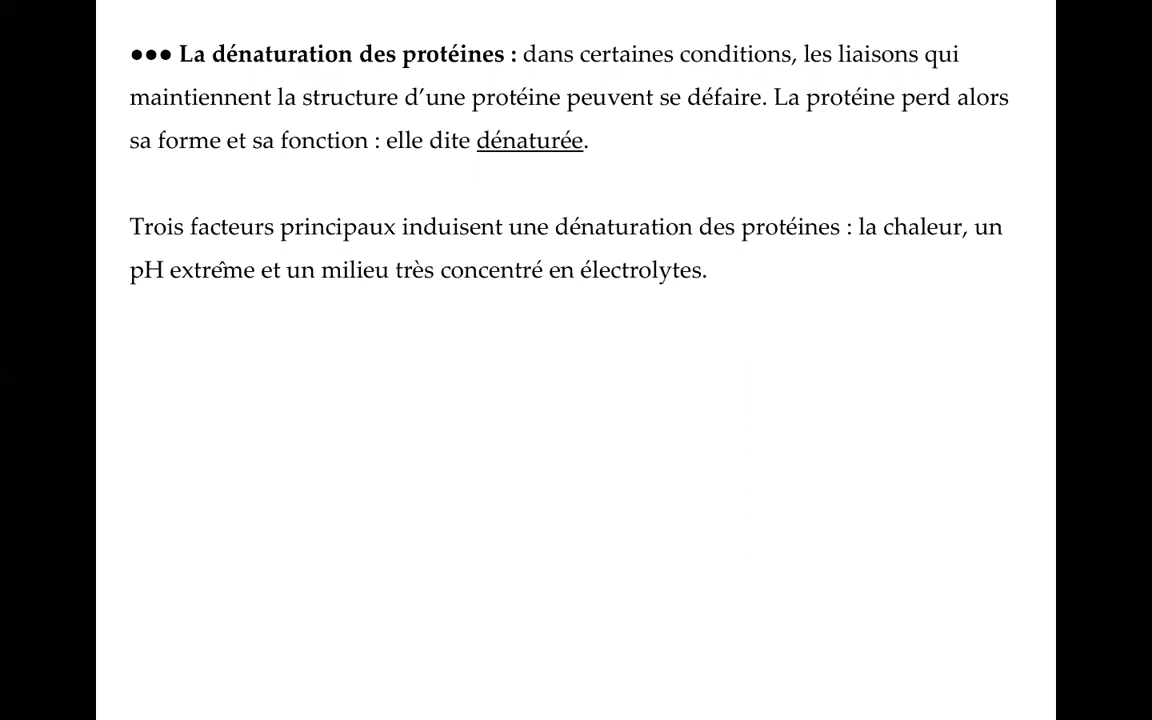 ●●● La dénaturation des protéines : dans certaines conditions, les liaisons qui
maintiennent la structure d’une protéine peuvent se défaire. La protéine perd alors
sa forme et sa fonction : elle dite dénaturée.
Trois facteurs principaux induisent une dénaturation des protéines : la chaleur, un
pH extrême et un milieu très concentré en électrolytes.